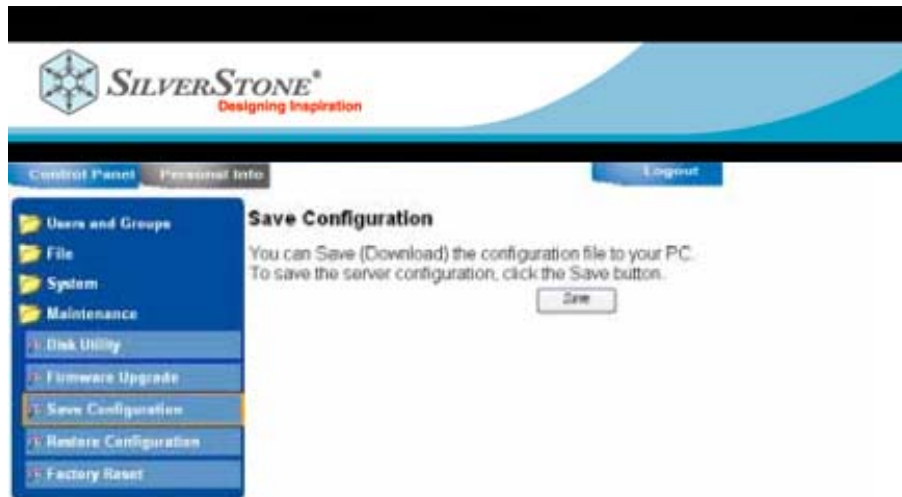 SILVERSTONE®
Designing Inspiration
Control Panel
Personal Info
Logout
Users and Groups
File
System
Maintenance
Disk Utility
Firmware Upgrade
Save Configuration
Restore Configuration
Factory Reset
Save Configuration
You can Save (Download) the configuration file to your PC.
To save the server configuration, click the Save button.
Save